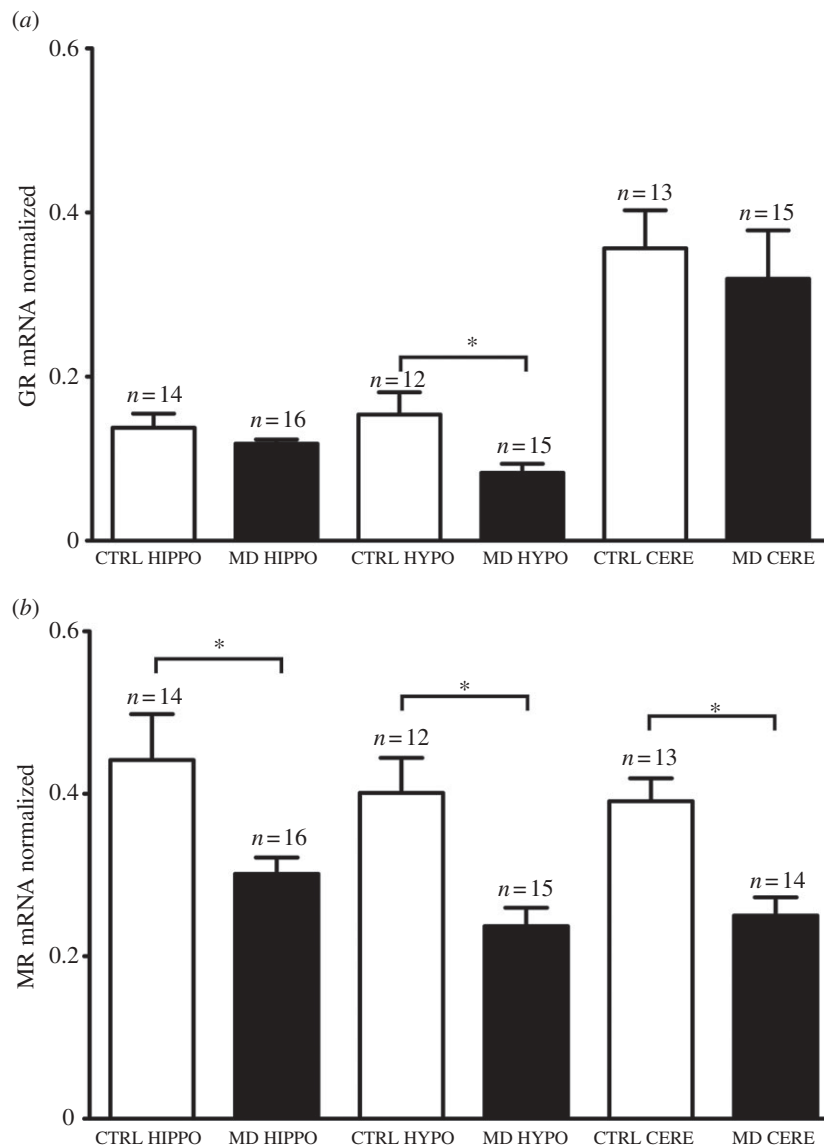 (a)
0.6
GR mRNA normalized
0.4
0.2
0
n=14
n=16
*
n=12
n=15
n=13
n=15
CTRL HIPPO MD HIPPO CTRL HYPO MD HYPO CTRL CERE MD CERE
(b)
0.6
MR mRNA normalized
0.4
0.2
0
*
n=14
n=16
*
n=12
n=15
*
n=13
n=14
CTRL HIPPO MD HIPPO CTRL HYPO MD HYPO CTRL CERE MD CERE